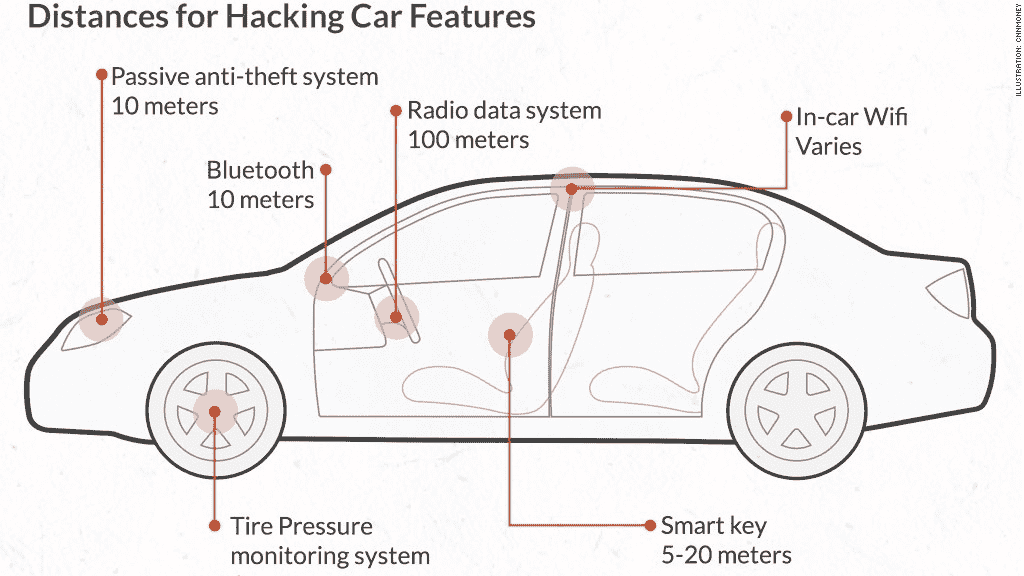 Distances for Hacking Car Features
Passive anti-theft system
10 meters
Radio data system
100 meters
In-car Wifi
Varies
Bluetooth
10 meters
Tire Pressure
monitoring system
Smart key
5-20 meters
ILLUSTRATION: CNNMONEY